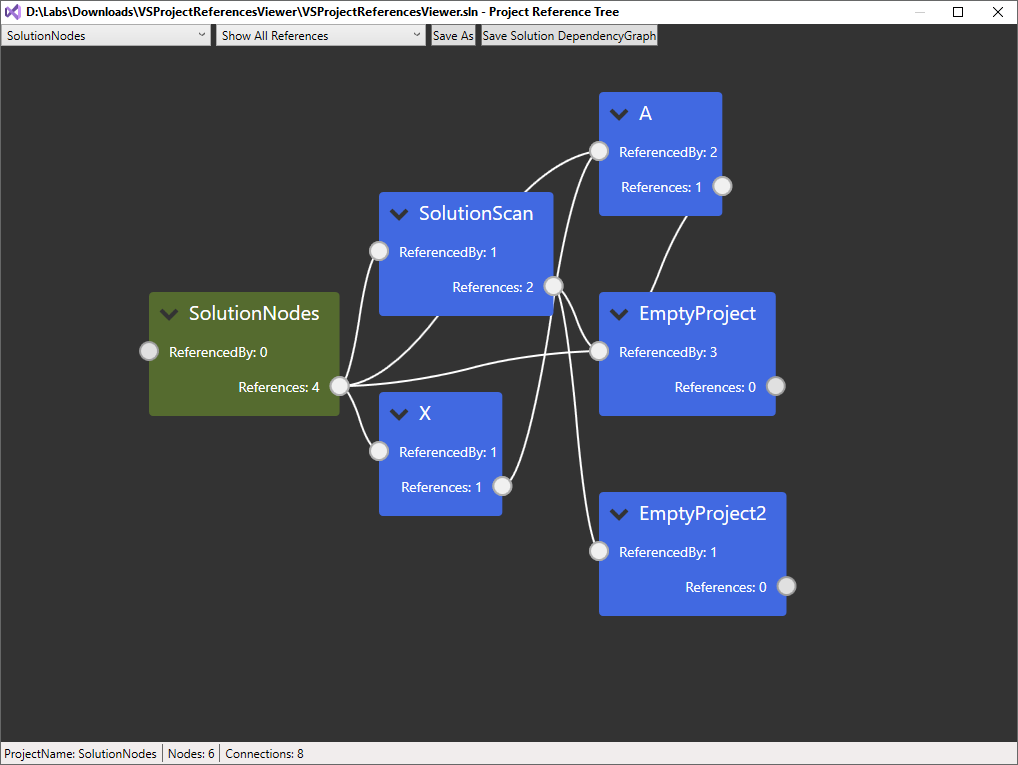 D:\Labs\Downloads\VSProjectReferencesViewer\VSProjectReferencesViewer.sln - Project Reference Tree
SolutionNodes
Show All References
Save As
Save Solution DependencyGraph
A
ReferencedBy: 2
References: 1
SolutionScan
ReferencedBy: 1
References: 2
SolutionNodes
ReferencedBy: 0
References: 4
EmptyProject
ReferencedBy: 3
References: 0
X
ReferencedBy: 1
References: 1
EmptyProject2
ReferencedBy: 1
References: 0
ProjectName: SolutionNodes
Nodes: 6
Connections: 8